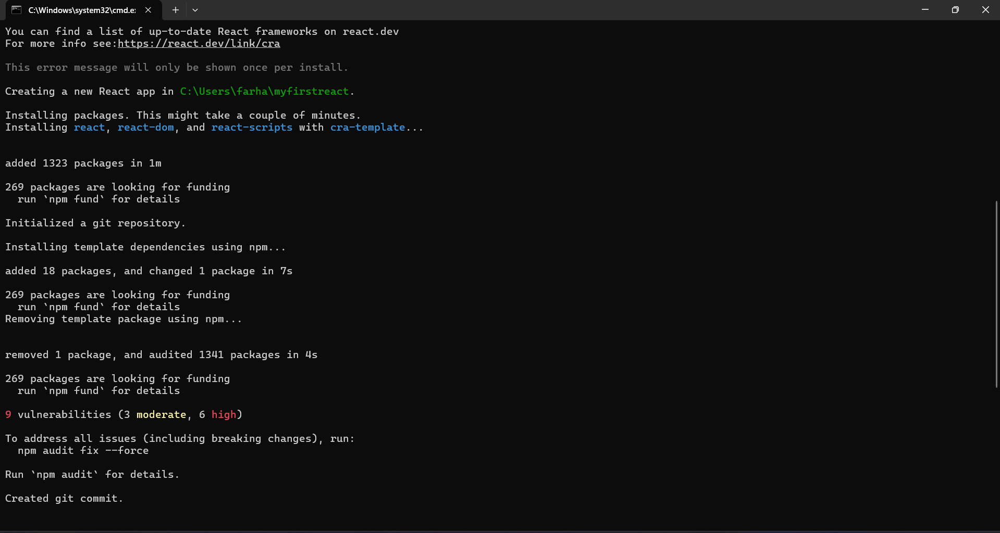 C:\Windows\system32\cmd.e
You can find a list of up-to-date React frameworks on react.dev
For more info see:https://react.dev/link/cra
This error message will only be shown once per install.
Creating a new React app in C:\Users\farha\myfirstreact.
Installing packages. This might take a couple of minutes.
Installing react, react-dom, and react-scripts with cra-template...
added 1323 packages in 1m
269 packages are looking for funding
  run `npm fund` for details
Initialized a git repository.
Installing template dependencies using npm...
added 18 packages, and changed 1 package in 7s
269 packages are looking for funding
  run `npm fund` for details
Removing template package using npm...
removed 1 package, and audited 1341 packages in 4s
269 packages are looking for funding
  run `npm fund` for details
9 vulnerabilities (3 moderate, 6 high)
To address all issues (including breaking changes), run:
  npm audit fix --force
Run `npm audit` for details.
Created git commit.